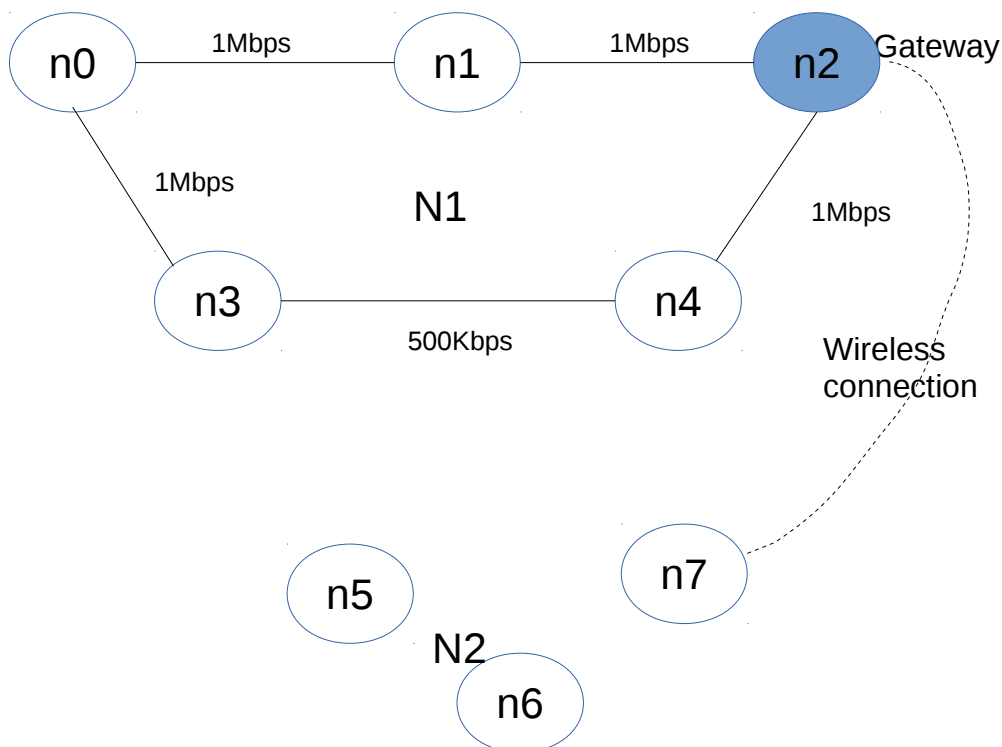 1Mbps
1Mbps
n0
n1
n2
Gateway
1Mbps
N1
1Mbps
n3
n4
500Kbps
Wireless
connection
n7
n5
N2
n6